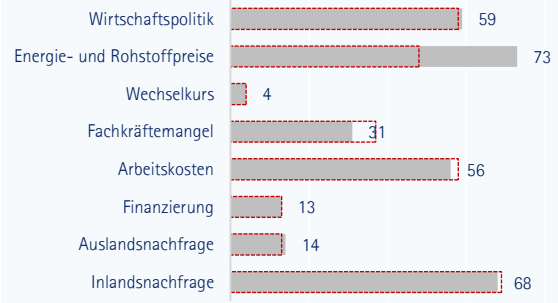 Wirtschaftspolitik 59
Energie- und Rohstoffpreise 73
Wechselkurs 4
Fachkräftemangel 31
Arbeitskosten 56
Finanzierung 13
Auslandsnachfrage 14
Inlandsnachfrage 68